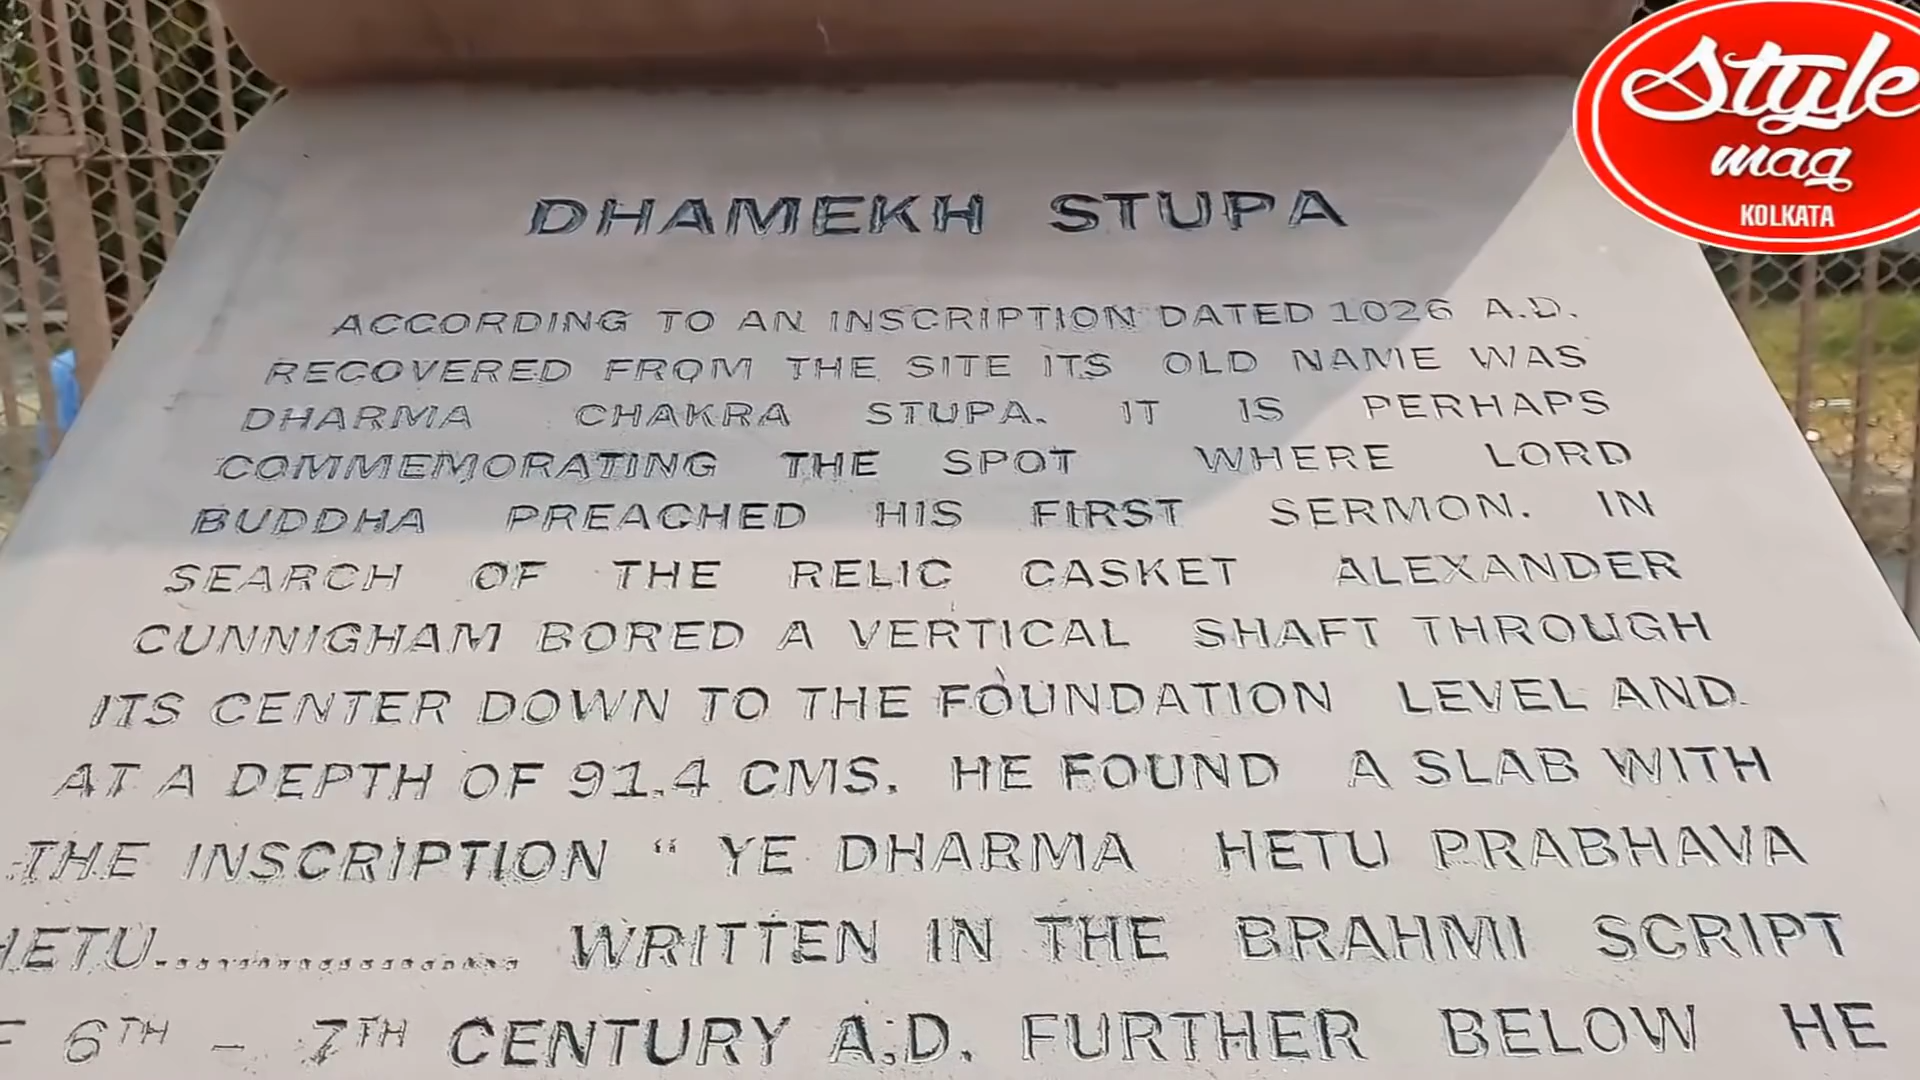 Style
mag
KOLKATA
DHAMEKH STUPA
ACCORDING TO AN INSCRIPTION DATED 1026 A.D.
RECOVERED FROM THE SITE ITS OLD NAME WAS
DHARMA CHAKRA STUPA. IT IS PERHAPS
COMMEMORATING THE SPOT WHERE LORD
BUDDHA PREACHED HIS FIRST SERMON. IN
SEARCH OF THE RELIC CASKET ALEXANDER
CUNNIGHAM BORED A VERTICAL SHAFT THROUGH
ITS CENTER DOWN TO THE FOUNDATION LEVEL AND
AT A DEPTH OF 91.4 CMS. HE FOUND A SLAB WITH
THE INSCRIPTION “ YE DHARMA HETU PRABHAVA
HETU................... WRITTEN IN THE BRAHMI SCRIPT
6TH - 7TH CENTURY A.D. FURTHER BELOW HE